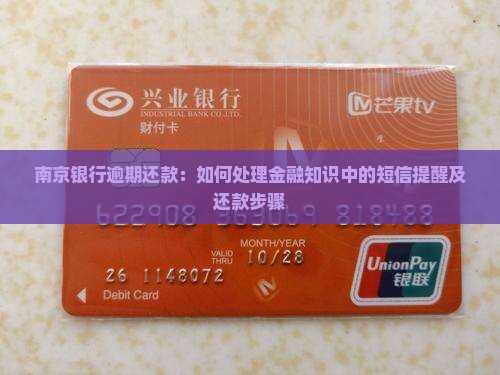 兴业银行
芒果tv
INDUSTRIAL BANK CO.,LTD.
财付卡
南京银行逾期还款：如何处理金融知识中的短信提醒及
还款步骤
622908 818488
MONTH/YEAR
VALID
THRU
10/28
26 1148072
Debit Card
UnionPay
银联